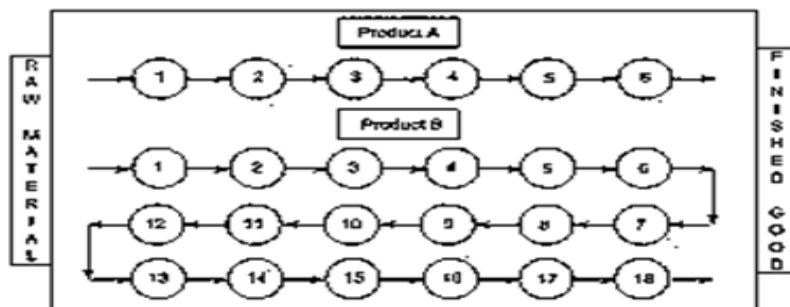 Product A
1 2 3 4 5 6
Product B
1 2 3 4 5 6
12 11 10 9 8 7
13 14 15 16 17 18
RAW MATERIAL
FINISHED GOOD